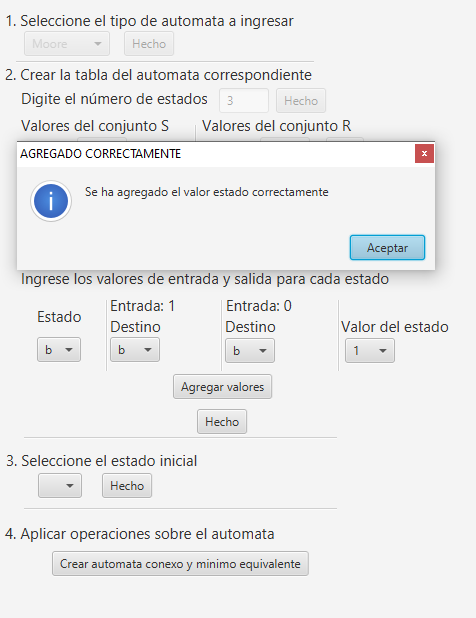 1. Seleccione el tipo de automata a ingresar
Moore Hecho
2. Crear la tabla del automata correspondiente
Digite el número de estados 3 Hecho
Valores del conjunto S Valores del conjunto R
AGREGADO CORRECTAMENTE x
Se ha agregado el valor estado correctamente
Aceptar
Ingrese los valores de entrada y salida para cada estado
Entrada: 1 Entrada: 0
Estado Destino Destino Valor del estado
b b b 1
Agregar valores
Hecho
3. Seleccione el estado inicial
Hecho
4. Aplicar operaciones sobre el automata
Crear automata conexo y minimo equivalente